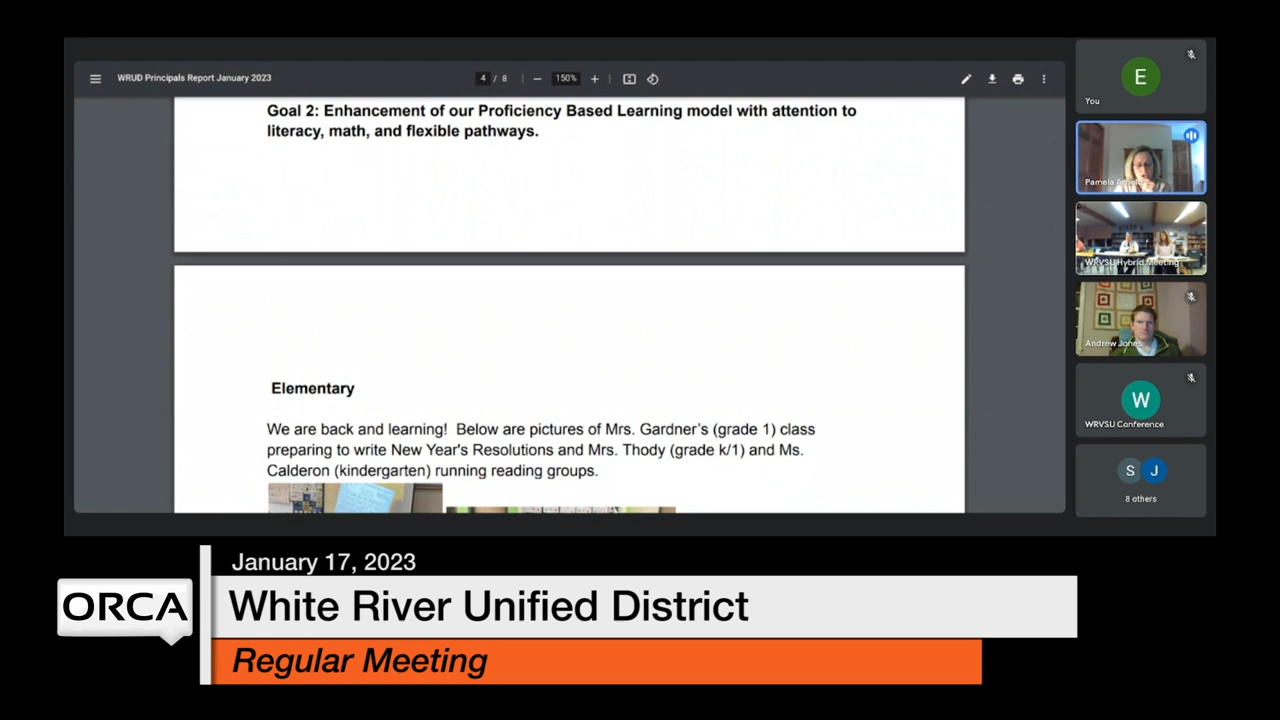 WRUD Principals Report January 2023
4 / 8
150%
Goal 2: Enhancement of our Proficiency Based Learning model with attention to
literacy, math, and flexible pathways.
Elementary
We are back and learning! Below are pictures of Mrs. Gardner's (grade 1) class
preparing to write New Year's Resolutions and Mrs. Thody (grade k/1) and Ms.
Calderon (kindergarten) running reading groups.
E
You
Pamela Arnold
WRVSU Hybrid Meeting
Andrew Jones
W
WRVSU Conference
S J
8 others
January 17, 2023
ORCA
White River Unified District
Regular Meeting